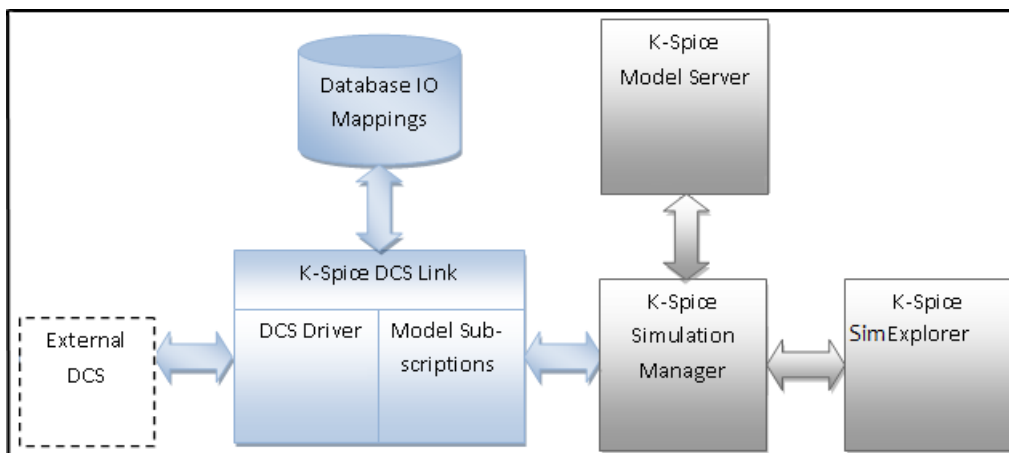 Database IO
Mappings
K-Spice
Model Server
K-Spice DCS Link
DCS Driver
Model Sub-
scriptions
External
DCS
K-Spice
Simulation
Manager
K-Spice
SimExplorer